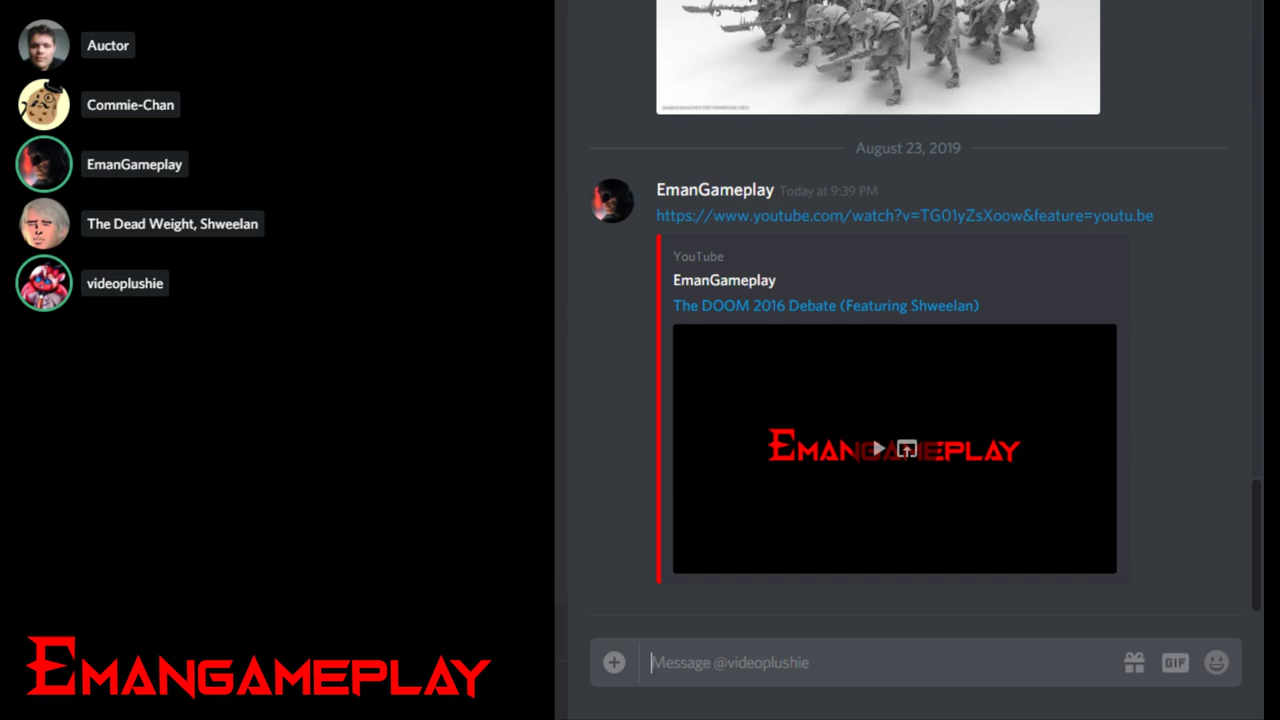 Auctor
Commie-Chan
EmanGameplay
The Dead Weight, Shweelan
videoplushie
EMANGAMEPLAY
August 23, 2019
EmanGameplay Today at 9:39 PM
https://www.youtube.com/watch?v=TG01yZsXoow&feature=youtu.be
YouTube
EmanGameplay
The DOOM 2016 Debate (Featuring Shweelan)
EMANGAMEPLAY
Message @videoplushie
GIF